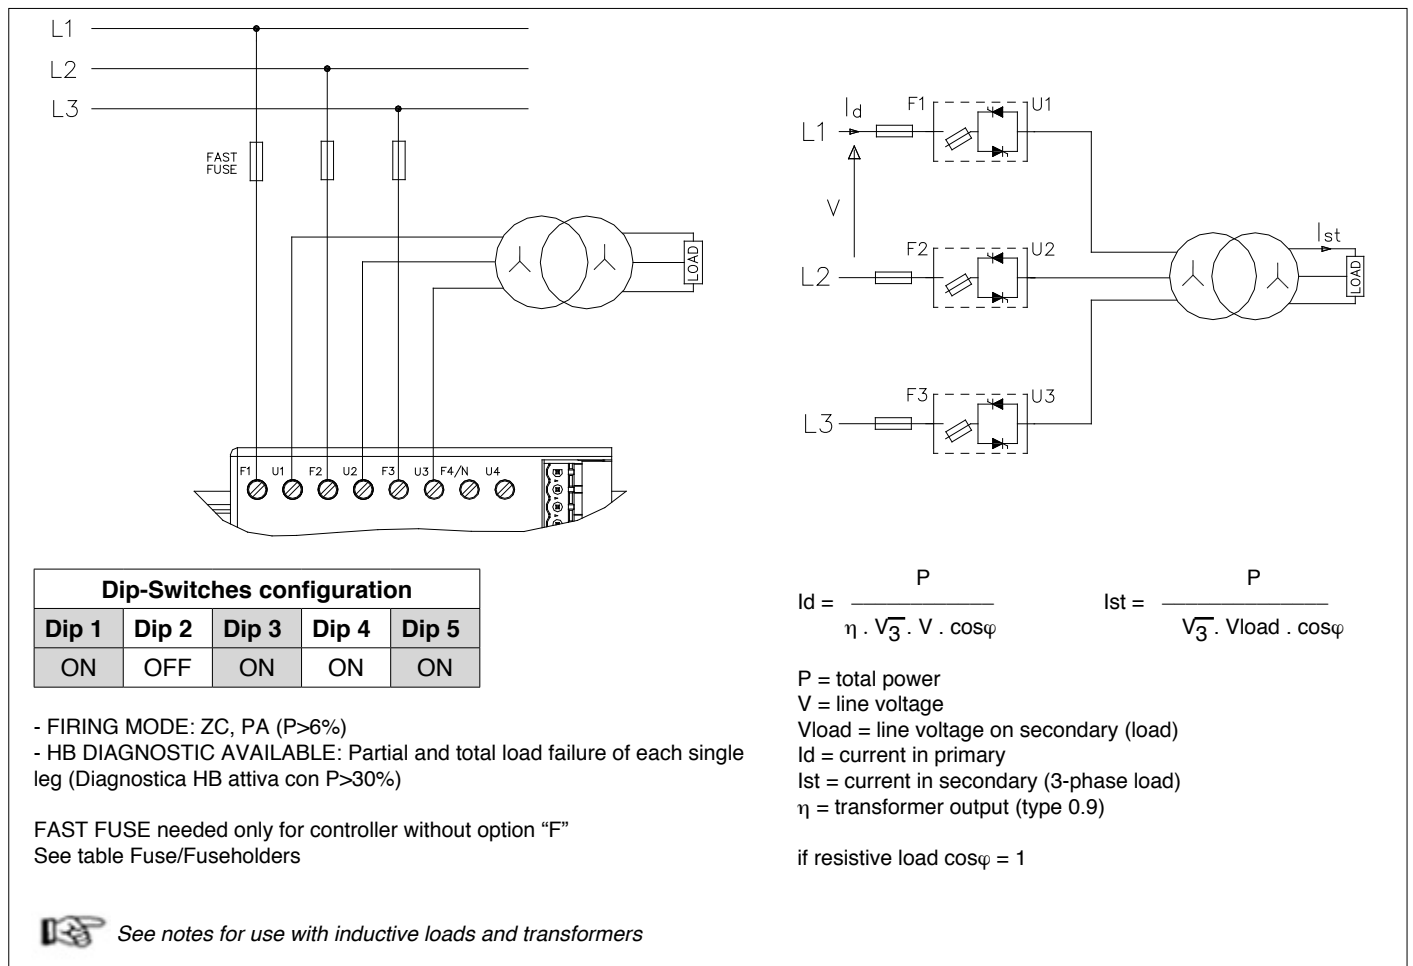 L1
L2
L3
FAST
FUSE
LOAD
F1 U1 F2 U2 F3 U3 F4/N U4
L1
Id
F1
U1
V
L2
F2
U2
Ist
LOAD
L3
F3
U3
Dip-Switches configuration
Dip 1 Dip 2 Dip 3 Dip 4 Dip 5
ON OFF ON ON ON
- FIRING MODE: ZC, PA (P>6%)
- HB DIAGNOSTIC AVAILABLE: Partial and total load failure of each single
leg (Diagnostica HB attiva con P>30%)
FAST FUSE needed only for controller without option “F”
See table Fuse/Fuseholders
See notes for use with inductive loads and transformers
P
Id =
η . V3 . V . cosφ
P
Ist =
V3 . Vload . cosφ
P = total power
V = line voltage
Vload = line voltage on secondary (load)
Id = current in primary
Ist = current in secondary (3-phase load)
η = transformer output (type 0.9)
if resistive load cosφ = 1